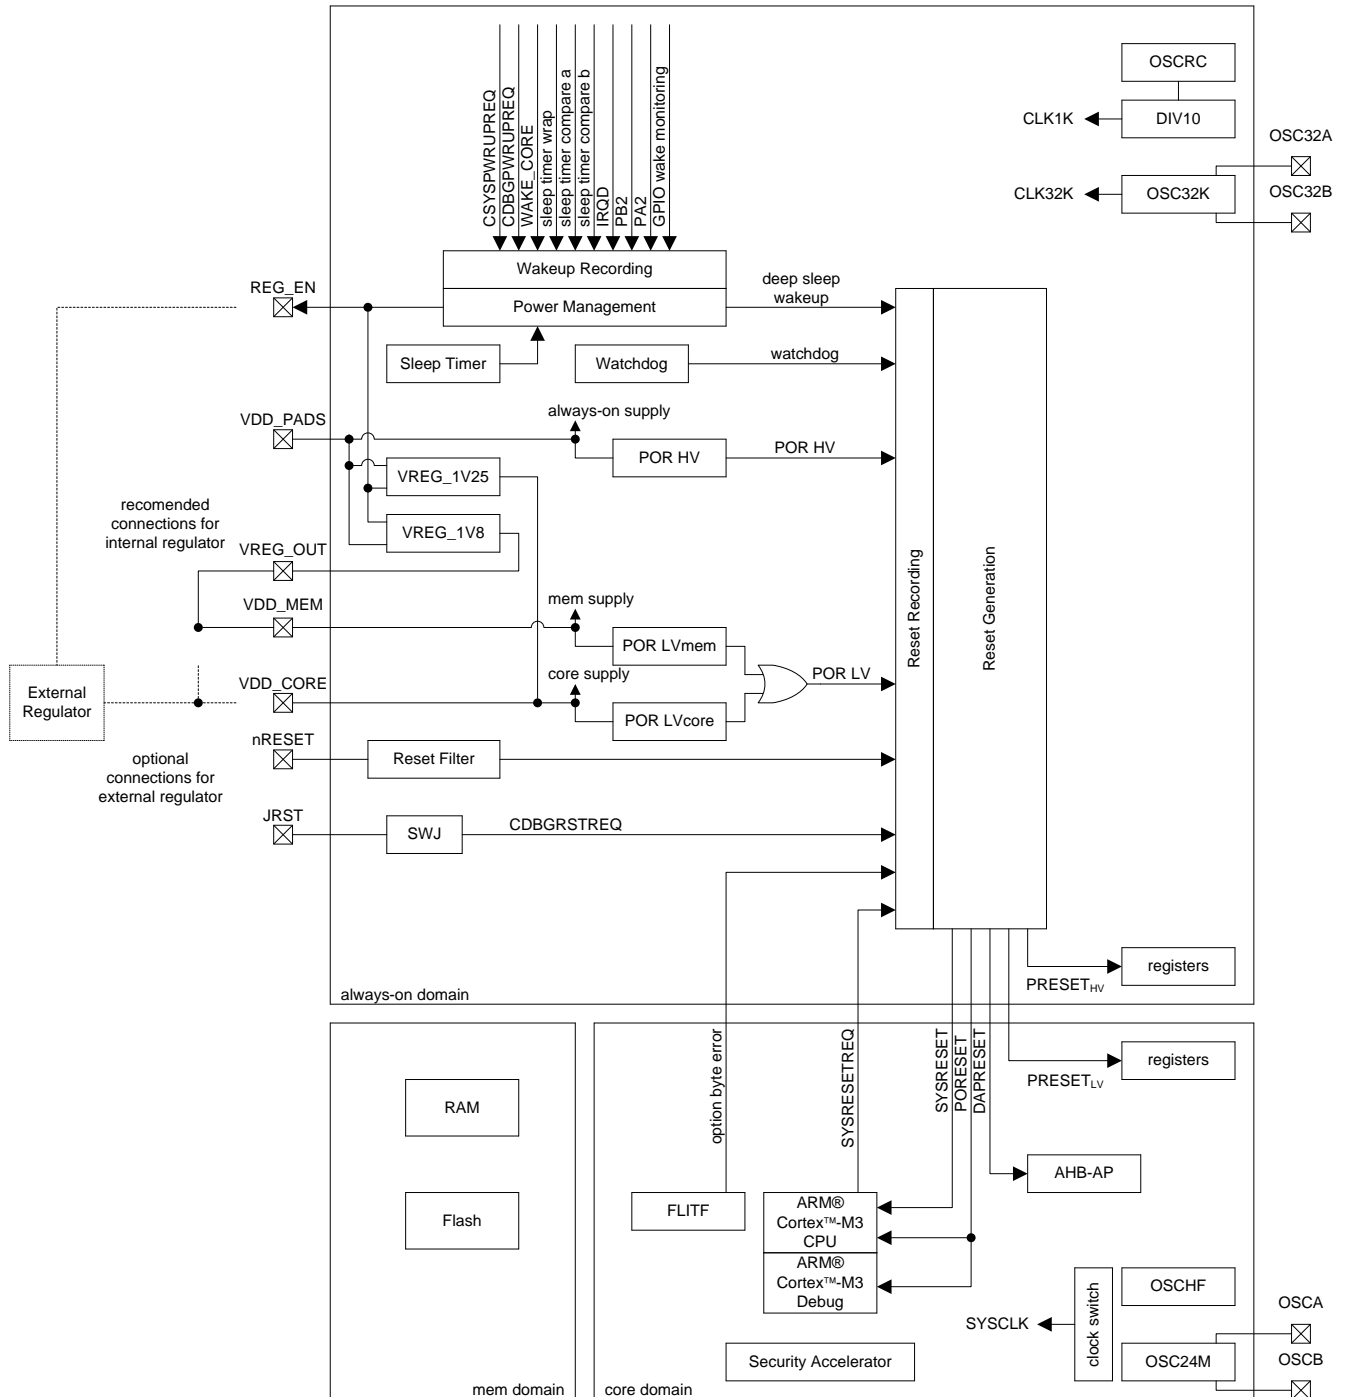 CSYSPWRUPREQ
CDBGPWRUPREQ
WAKE_CORE
sleep timer wrap
sleep timer compare a
sleep timer compare b
IRQD
PB2
PA2
GPIO wake monitoring
OSCRC
CLK1K
DIV10
OSC32A
CLK32K
OSC32K
OSC32B
Wakeup Recording
Power Management
REG_EN
deep sleep
wakeup
Sleep Timer
Watchdog
watchdog
VDD_PADS
always-on supply
POR HV
POR HV
VREG_1V25
VREG_1V8
recomended
connections for
internal regulator
VREG_OUT
VDD_MEM
mem supply
POR LVmem
Reset Recording
Reset Generation
External
Regulator
VDD_CORE
core supply
POR LVcore
POR LV
nRESET
Reset Filter
optional
connections for
external regulator
JRST
SWJ
CDBGRSTREQ
registers
PRESETHV
always-on domain
option byte error
SYSRESETREQ
SYSRESET
PORESET
DAPRESET
registers
PRESETLV
RAM
Flash
AHB-AP
FLITF
ARM®
Cortex™-M3
CPU
ARM®
Cortex™-M3
Debug
SYSCLK
clock switch
OSCHF
OSC24M
OSCA
OSCB
Security Accelerator
mem domain
core domain